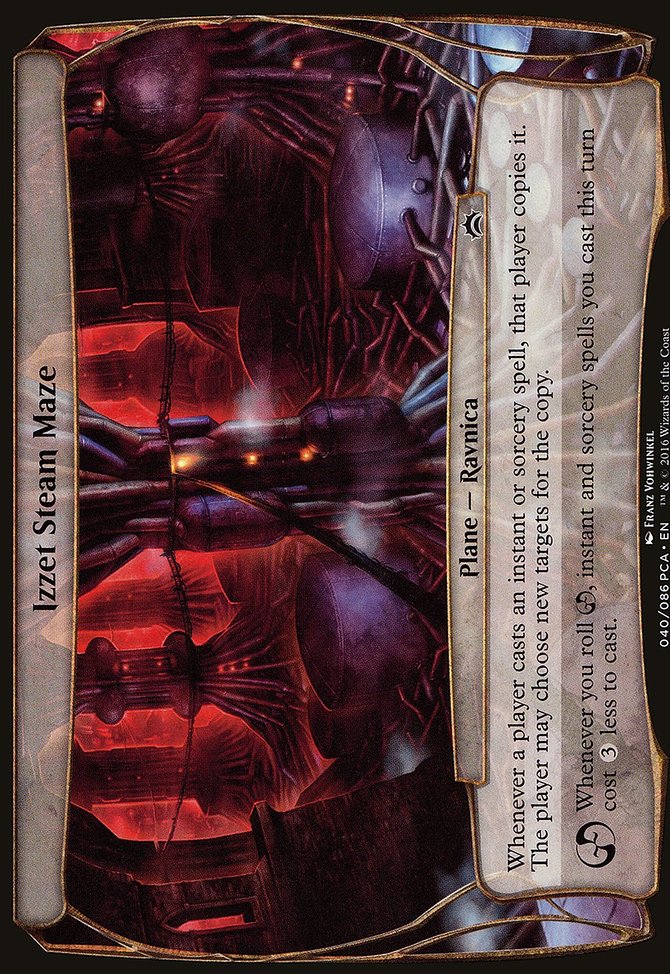 Izzet Steam Maze
Plane — Ravnica
Whenever a player casts an instant or sorcery spell, that player copies it.
The player may choose new targets for the copy.
Whenever you roll , instant and sorcery spells you cast this turn
cost 3 less to cast.
Franz Vohwinkel
040/086 PCA • EN ™ & © 2016 Wizards of the Coast